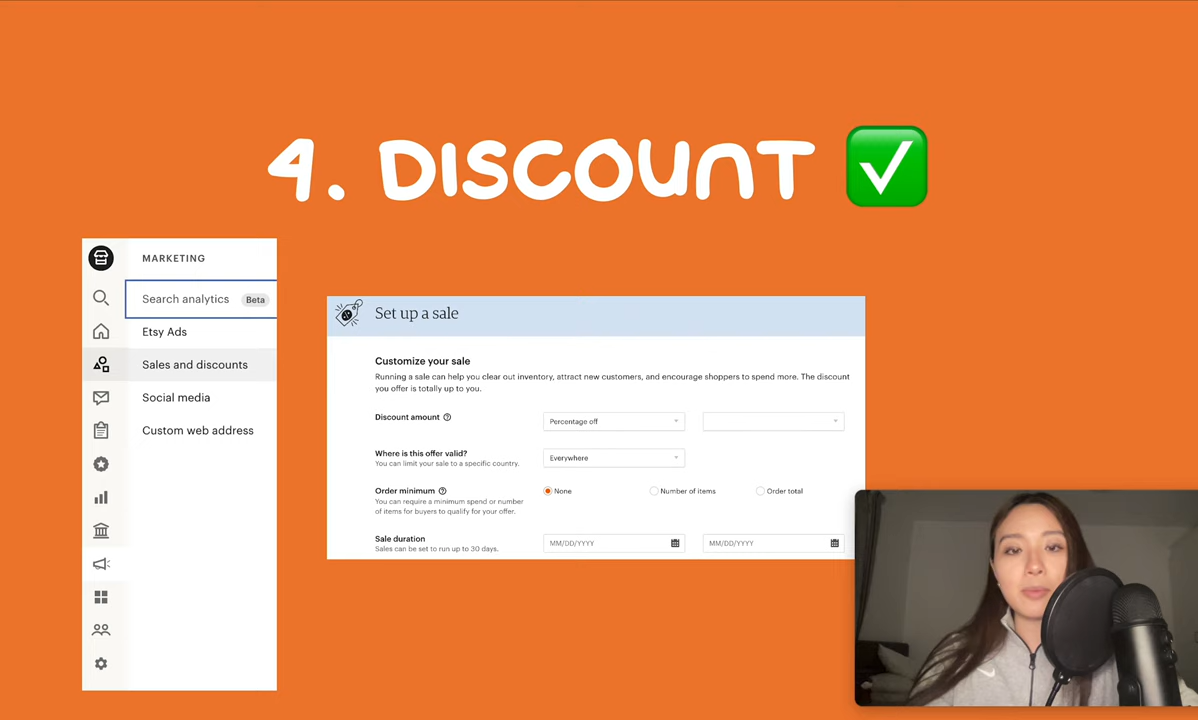 4. DISCOUNT ✅
MARKETING
Search analytics Beta
Etsy Ads
Sales and discounts
Social media
Custom web address
Set up a sale
Customize your sale
Running a sale can help you clear out inventory, attract new customers, and encourage shoppers to spend more. The discount
you offer is totally up to you.
Discount amount
Percentage off
Where is this offer valid?
You can limit your sale to a specific country.
Everywhere
Order minimum
You can require a minimum spend or number
of items for buyers to qualify for your offer.
None
Number of items
Order total
Sale duration
Sales can be set to run up to 30 days.
MM/DD/YYYY
MM/DD/YYYY